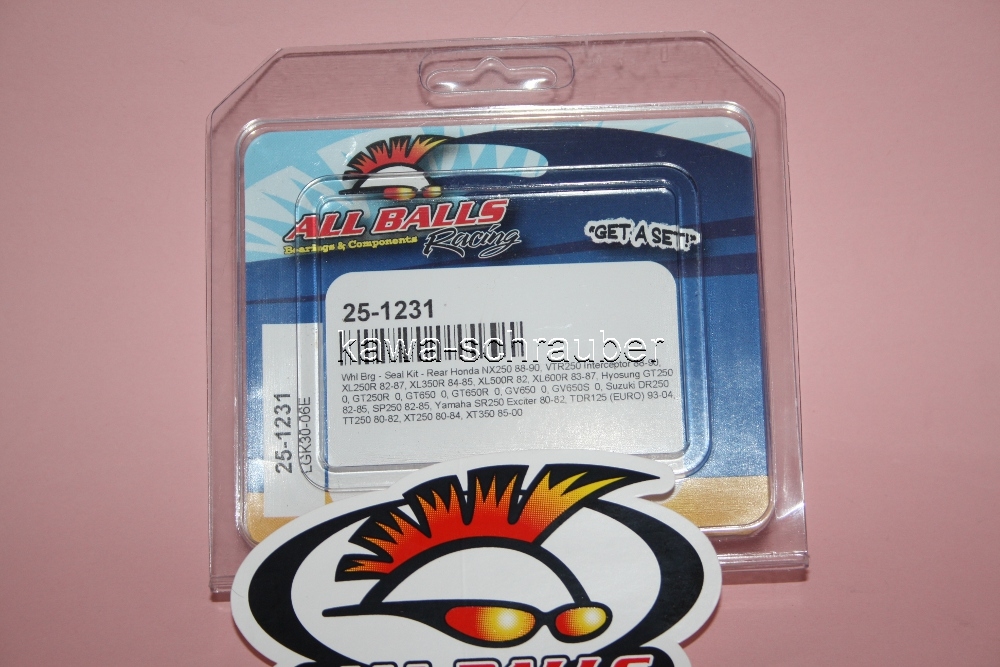 ALL BALLS
Racing
Bearings & Components
"GET A SET!"
25-1231
kawa-schrauber
Whl Brg - Seal Kit - Rear Honda NX250 88-90, VTR250 Interceptor 88-90,
XL250R 82-87, XL350R 84-85, XL500R 82, XL600R 83-87, Hyosung GT250
0, GT250R 0, GT650 0, GT650R 0, GV650 0, GV650S 0, Suzuki DR250
82-85, SP250 82-85, Yamaha SR250 Exciter 80-82, TDR125 (EURO) 93-04,
TT250 80-82, XT250 80-84, XT350 85-00
25-1231
LGK30-06E
ALL BALLS